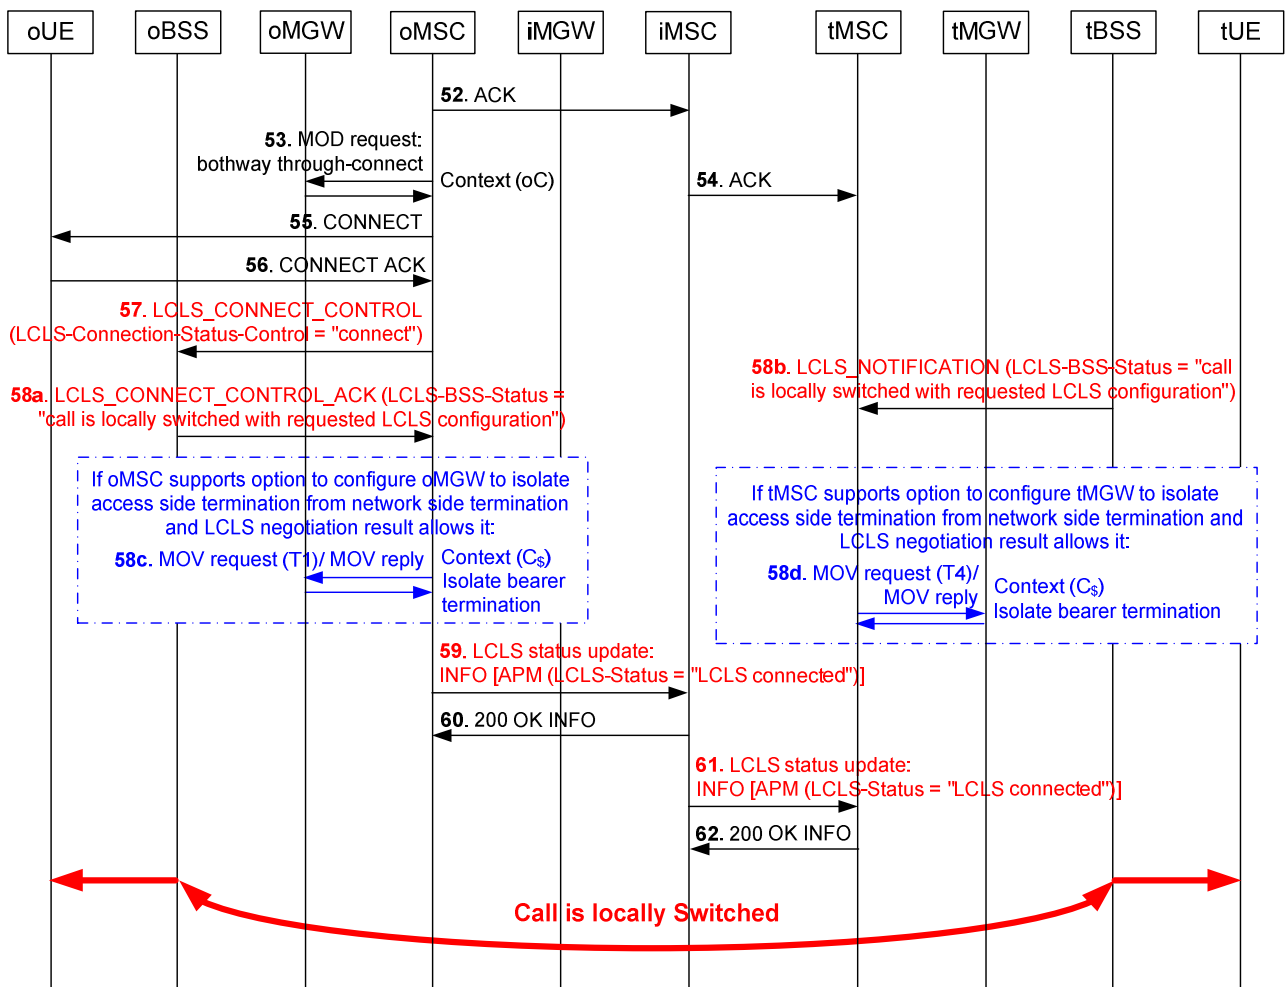 oUE
oBSS
oMGW
oMSC
iMGW
iMSC
tMSC
tMGW
tBSS
tUE
52. ACK
53. MOD request:
bothway through-connect
Context (oC)
54. ACK
55. CONNECT
56. CONNECT ACK
57. LCLS_CONNECT_CONTROL
(LCLS-Connection-Status-Control = "connect")
58b. LCLS_NOTIFICATION (LCLS-BSS-Status = "call
is locally switched with requested LCLS configuration")
58a. LCLS_CONNECT_CONTROL_ACK (LCLS-BSS-Status =
"call is locally switched with requested LCLS configuration")
If oMSC supports option to configure oMGW to isolate
access side termination from network side termination
and LCLS negotiation result allows it:
58c. MOV request (T1)/ MOV reply
Context (C$)
Isolate bearer
termination
If tMSC supports option to configure tMGW to isolate
access side termination from network side termination and
LCLS negotiation result allows it:
58d. MOV request (T4)/
MOV reply
Context (C$)
Isolate bearer termination
59. LCLS status update:
INFO [APM (LCLS-Status = "LCLS connected")]
60. 200 OK INFO
61. LCLS status update:
INFO [APM (LCLS-Status = "LCLS connected")]
62. 200 OK INFO
Call is locally Switched